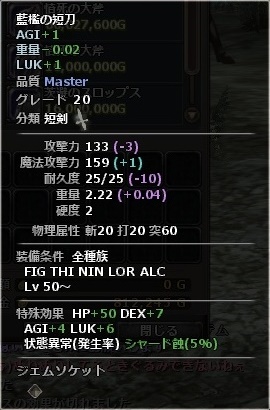 藍檻の短刀
AGI+1
重量-0.02
LUK+1
品質 Master
グレード 20
分類 短剣
攻撃力 133 (-3)
魔法攻撃力 159 (+1)
耐久度 25/25 (-10)
重量 2.22 (+0.04)
硬度 2
物理属性 斬20 打20 突60
装備条件 全種族
FIG THI NIN LOR ALC
Lv 50～
特殊効果 HP+50 DEX+7
AGI+4 LUK+6
状態異常(発生率) シャード蝕(5%)
ジェムソケット